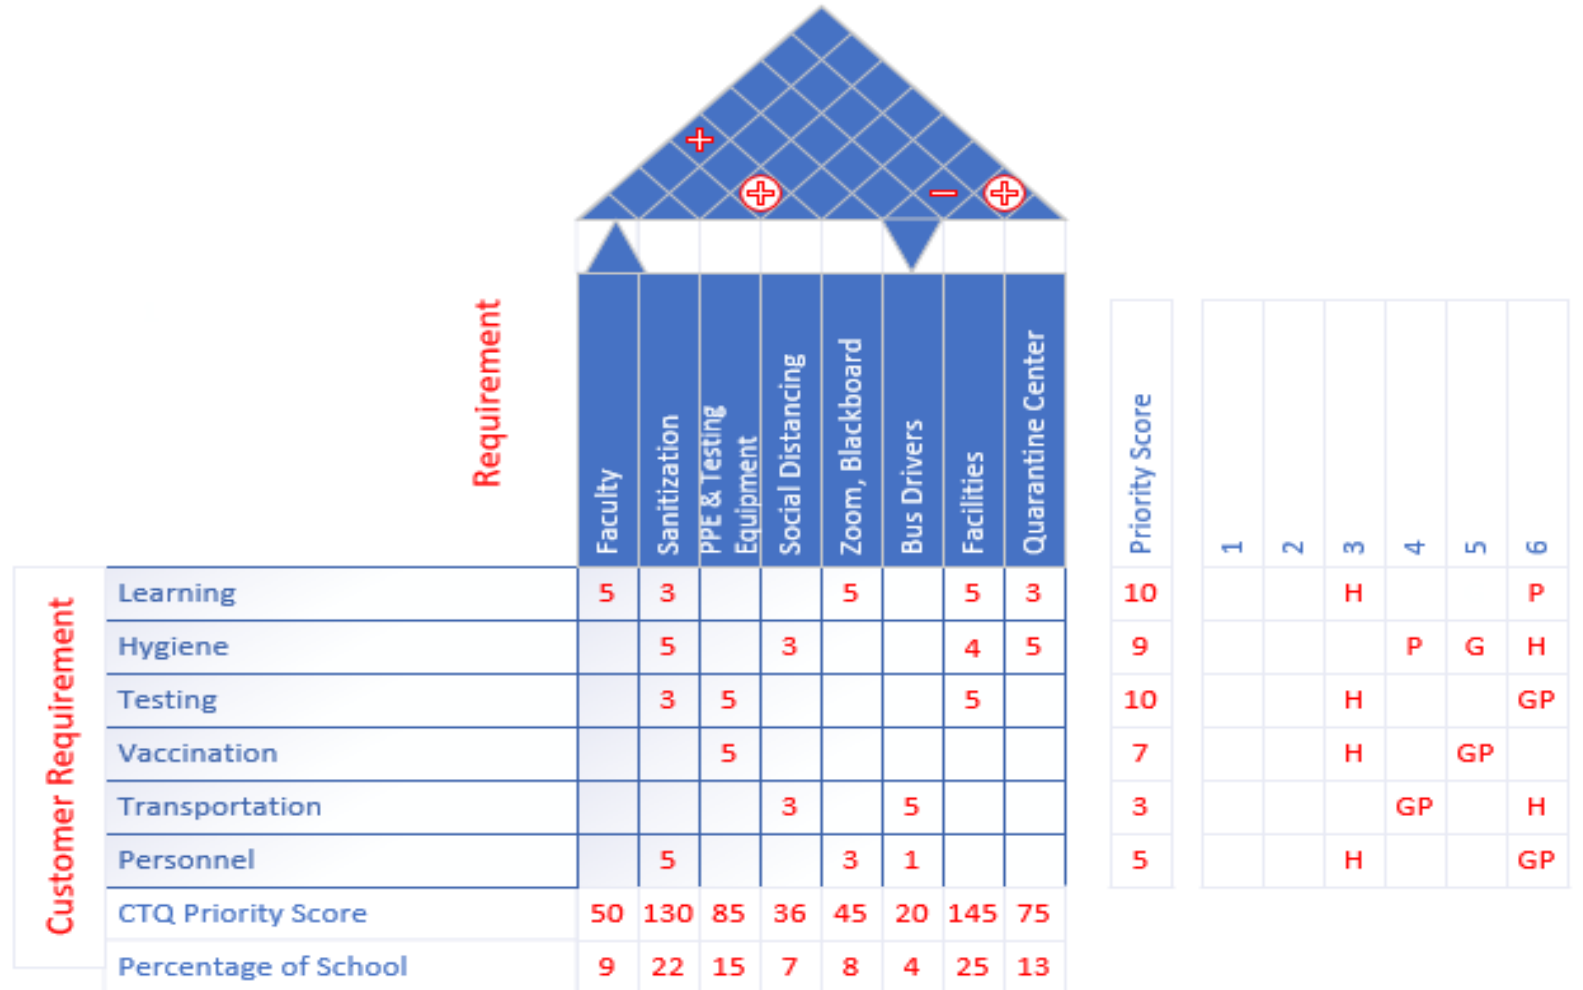 +
⊕ − ⊕
Requirement
Faculty
Sanitization
PPE & Testing
Equipment
Social Distancing
Zoom, Blackboard
Bus Drivers
Facilities
Quarantine Center
Priority Score
1 2 3 4 5 6
Customer Requirement
Learning 5 3 5 5 3 10 H P
Hygiene 5 3 4 5 9 P G H
Testing 3 5 5 10 H GP
Vaccination 5 7 H GP
Transportation 3 5 3 GP H
Personnel 5 3 1 5 H GP
CTQ Priority Score 50 130 85 36 45 20 145 75
Percentage of School 9 22 15 7 8 4 25 13